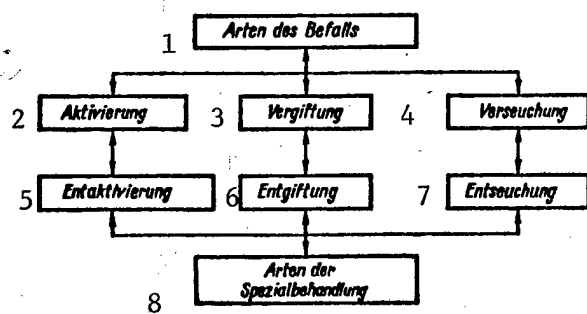 1 Arten des Befalls
2 Aktivierung 3 Vergiftung 4 Verseuchung
5 Entaktivierung 6 Entgiftung 7 Entseuchung
Arten der
8 Spezialbehandlung